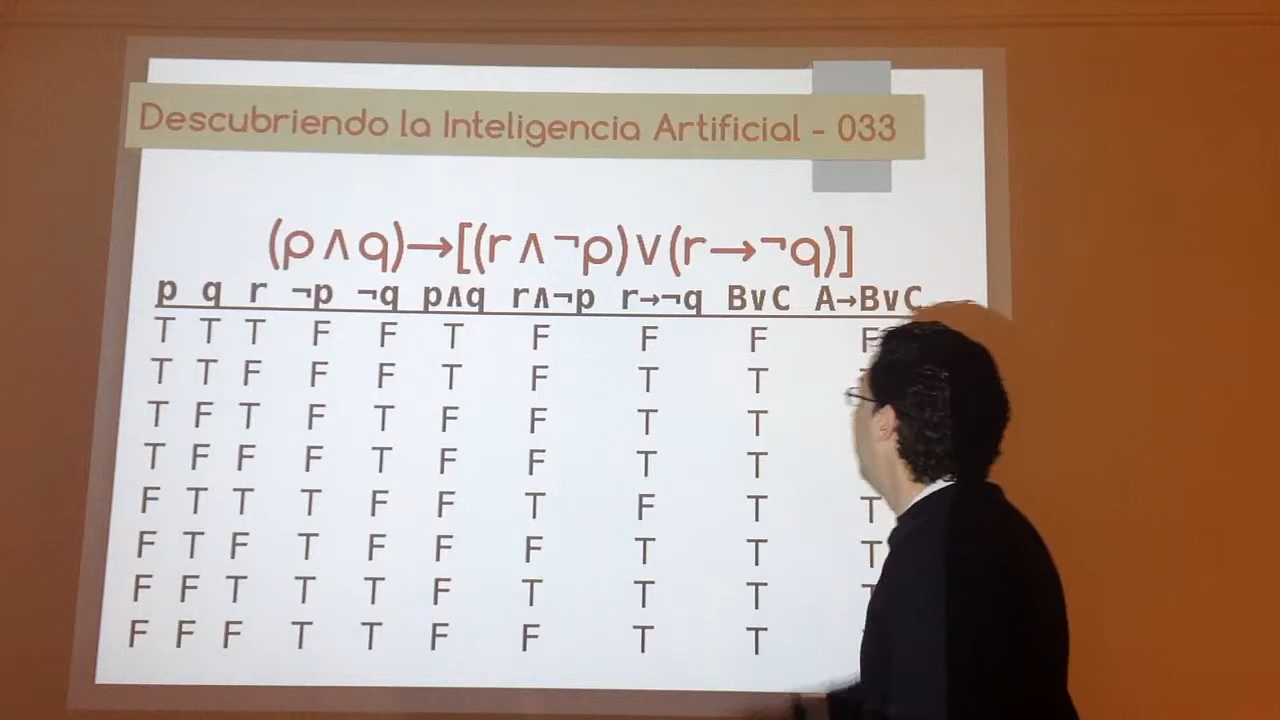 Descubriendo la Inteligencia Artificial - 033
(p∧q)→[(r∧¬p)∨(r→¬q)]
p q r ¬p ¬q p∧q r∧¬p r→¬q B∨C A→B∨C
T T T F F T F F F F
T T F F F T F T T
T F T F T F F T T
T F F F T F F T T
F T T T F F T F T T
F T F T F F F T T T
F F T T T F T T T
F F F T T F F T T